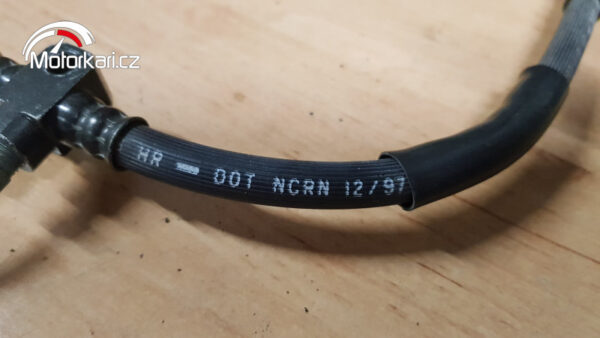 Motorkari.cz
HR DOT NCRN 12/97